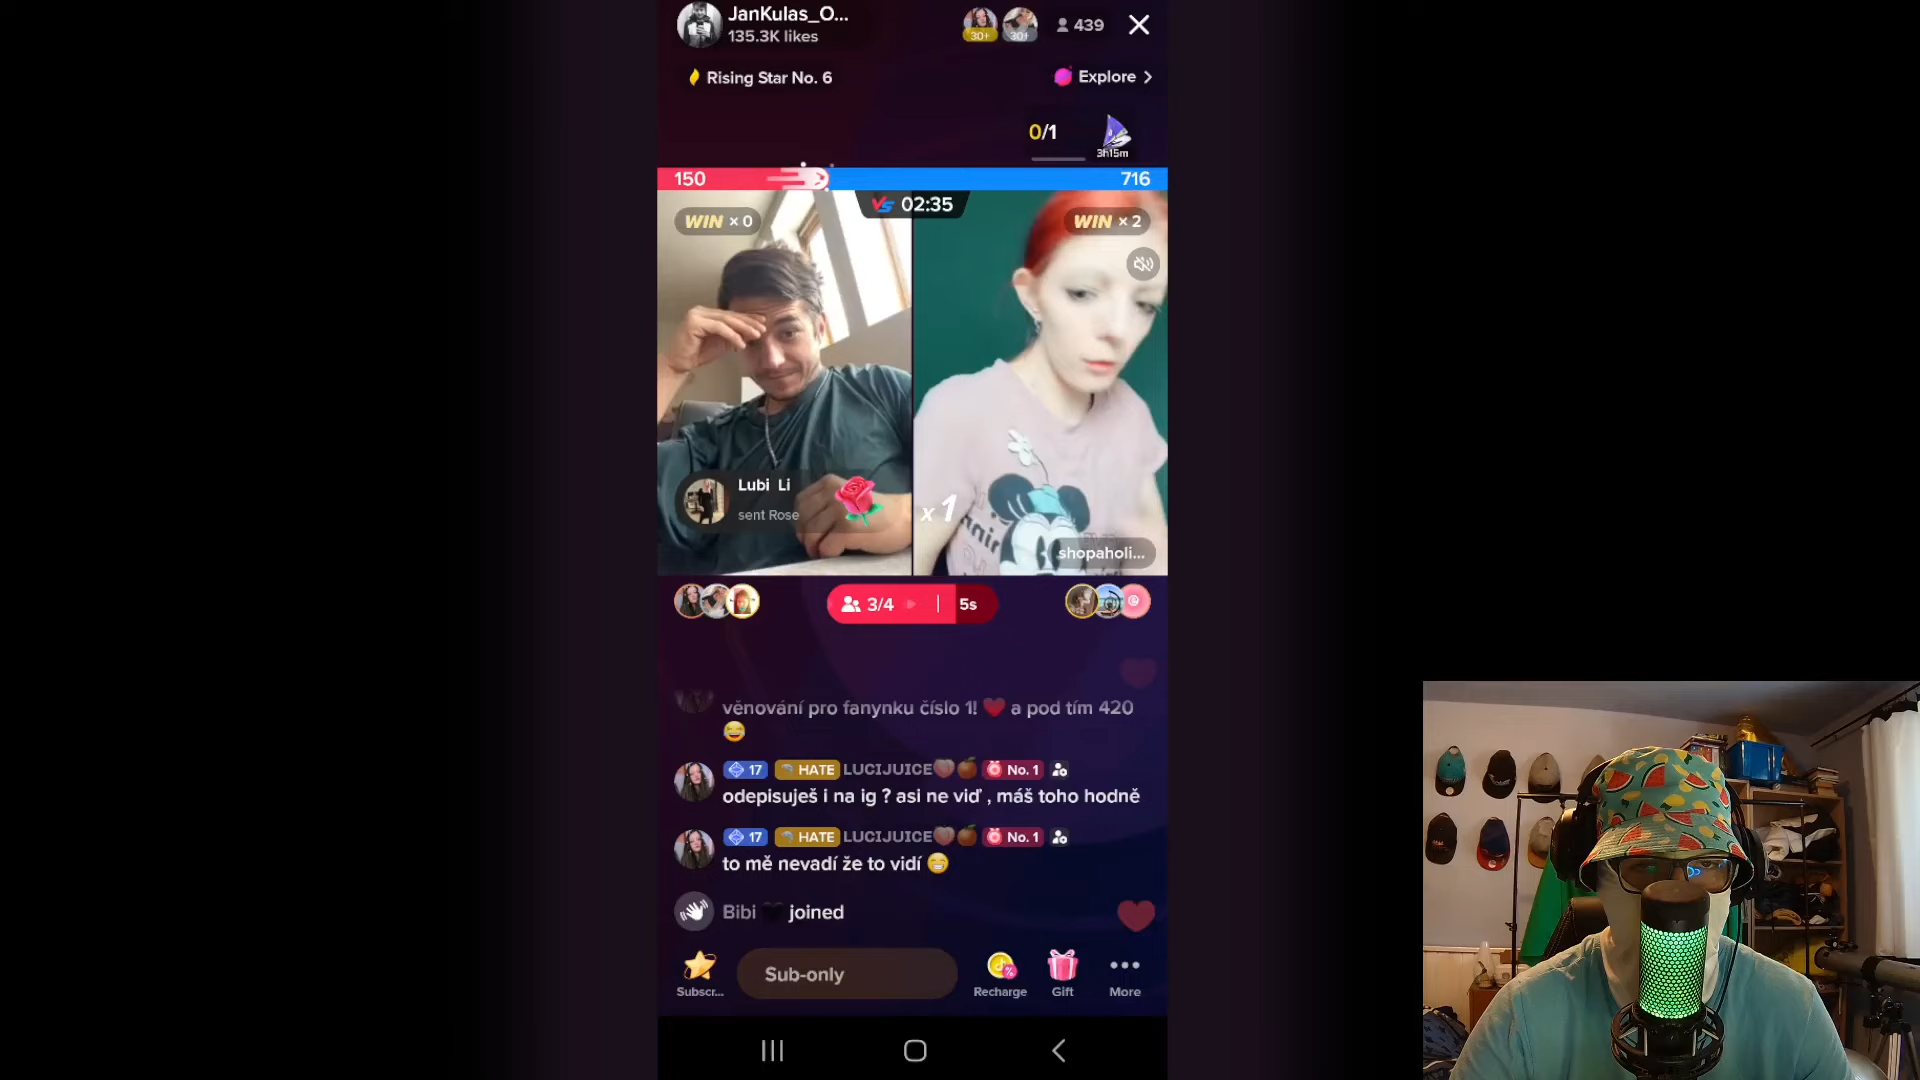 JanKulas_O...
135.3K likes
30+
30+
439
Rising Star No. 6
Explore
0/1
3h15m
150
716
WIN x 0
VS 02:35
WIN x 2
Lubi Li
sent Rose
x 1
shopaholi...
3/4
5s
věnování pro fanynku číslo 1! ❤️ a pod tím 420
😂
17 HATE LUCIJUICE🤍🍑 No. 1
odepisuješ i na ig ? asi ne viď , máš toho hodně
17 HATE LUCIJUICE🤍🍑 No. 1
to mě nevadí že to vidí 😁
Bibi 🖤 joined
Subscr...
Sub-only
Recharge
Gift
More